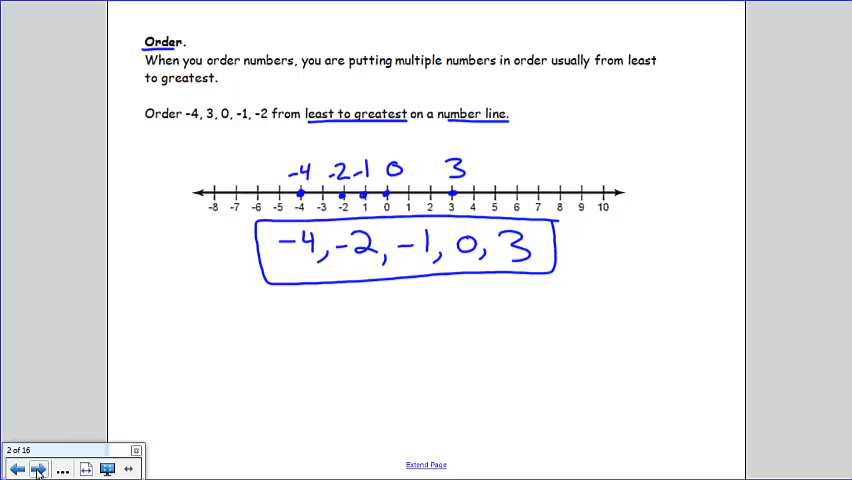 Order.
When you order numbers, you are putting multiple numbers in order usually from least
to greatest.
Order -4, 3, 0, -1, -2 from least to greatest on a number line.
-4 -2 -1 0 3
-8 -7 -6 -5 -4 -3 -2 -1 0 1 2 3 4 5 6 7 8 9 10
-4, -2, -1, 0, 3
2 of 16
...
Extend Page